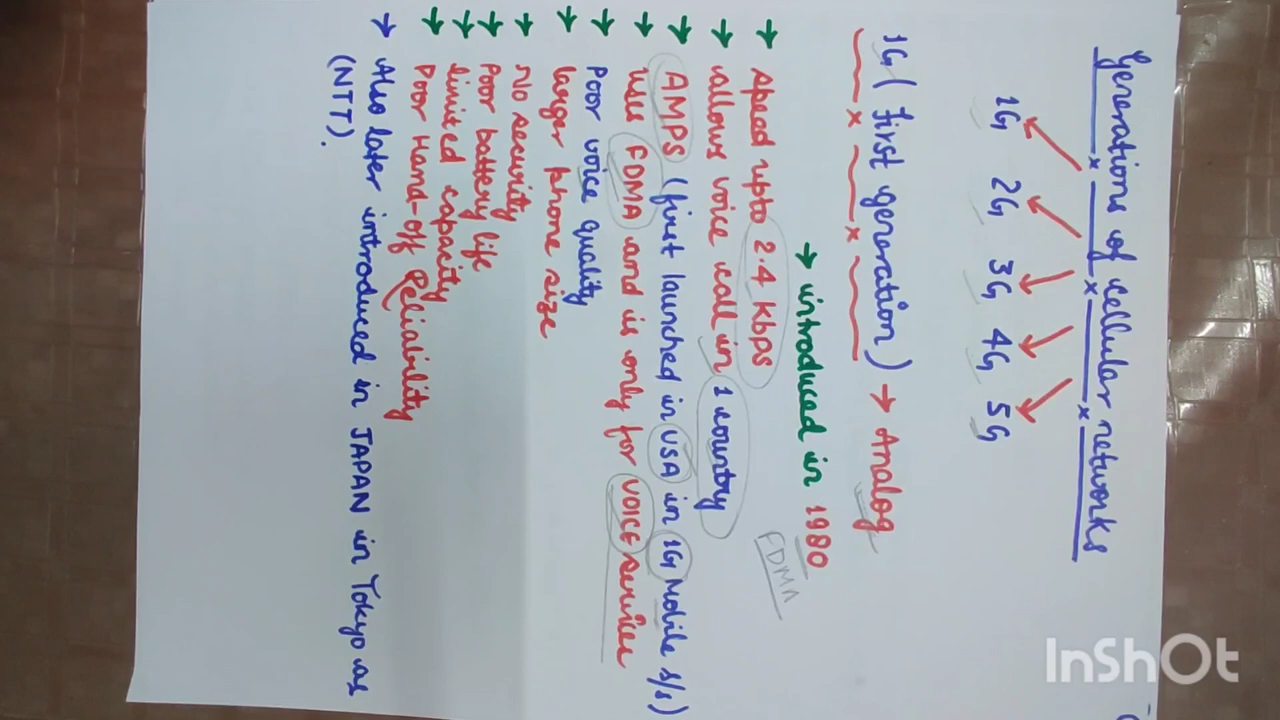 Generations of cellular networks
1G 2G 3G 4G 5G
1G ( first generation) → Analog
→ introduced in 1980
FDMA
→ speed upto 2.4 Kbps
→ allows voice call in 1 country
→ AMPS (first launched in USA in 1G Mobile s/s)
→ uses FDMA and is only for VOICE service
→ Poor voice quality
→ larger phone size
→ No security
→ Poor battery life
→ limited capacity
→ Poor Hand-off Reliability
→ Also later introduced in JAPAN in Tokyo as
(NTT).
InShOt